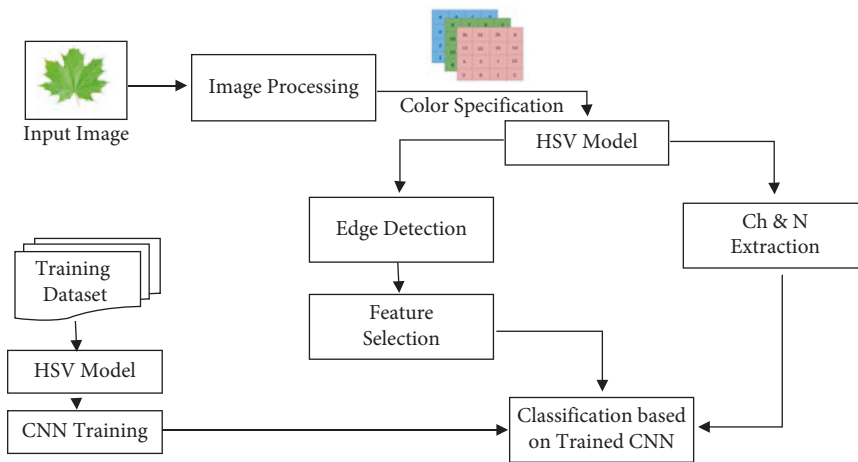 Input Image
Image Processing
Color Specification
HSV Model
Edge Detection
Ch & N
Extraction
Training
Dataset
Feature
Selection
HSV Model
CNN Training
Classification based
on Trained CNN